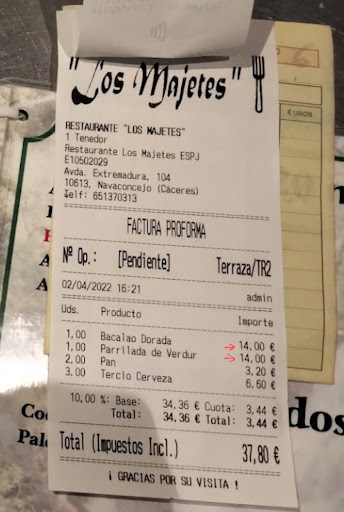 "Los Majetes"
RESTAURANTE "LOS MAJETES"
1 Tenedor
Restaurante Los Majetes ESPJ
E10502029
Avda. Extremadura, 104
10613, Navaconcejo (Cáceres)
Telf: 651370313
FACTURA PROFORMA
Nº Op.: [Pendiente] Terraza/TR2
02/04/2022 16:21 admin
Uds. Producto Importe
1,00 Bacalao Dorada 14,00 €
1,00 Parrilada de Verdur 14,00 €
2,00 Pan 3,20 €
3,00 Tercio Cerveza 6,60 €
10,00 %: Base: 34,36 € Cuota: 3,44 €
Total: 34,36 € Total: 3,44 €
Total (Impuestos Incl.) 37,80 €
¡ GRACIAS POR SU VISITA !
EUROS
dos